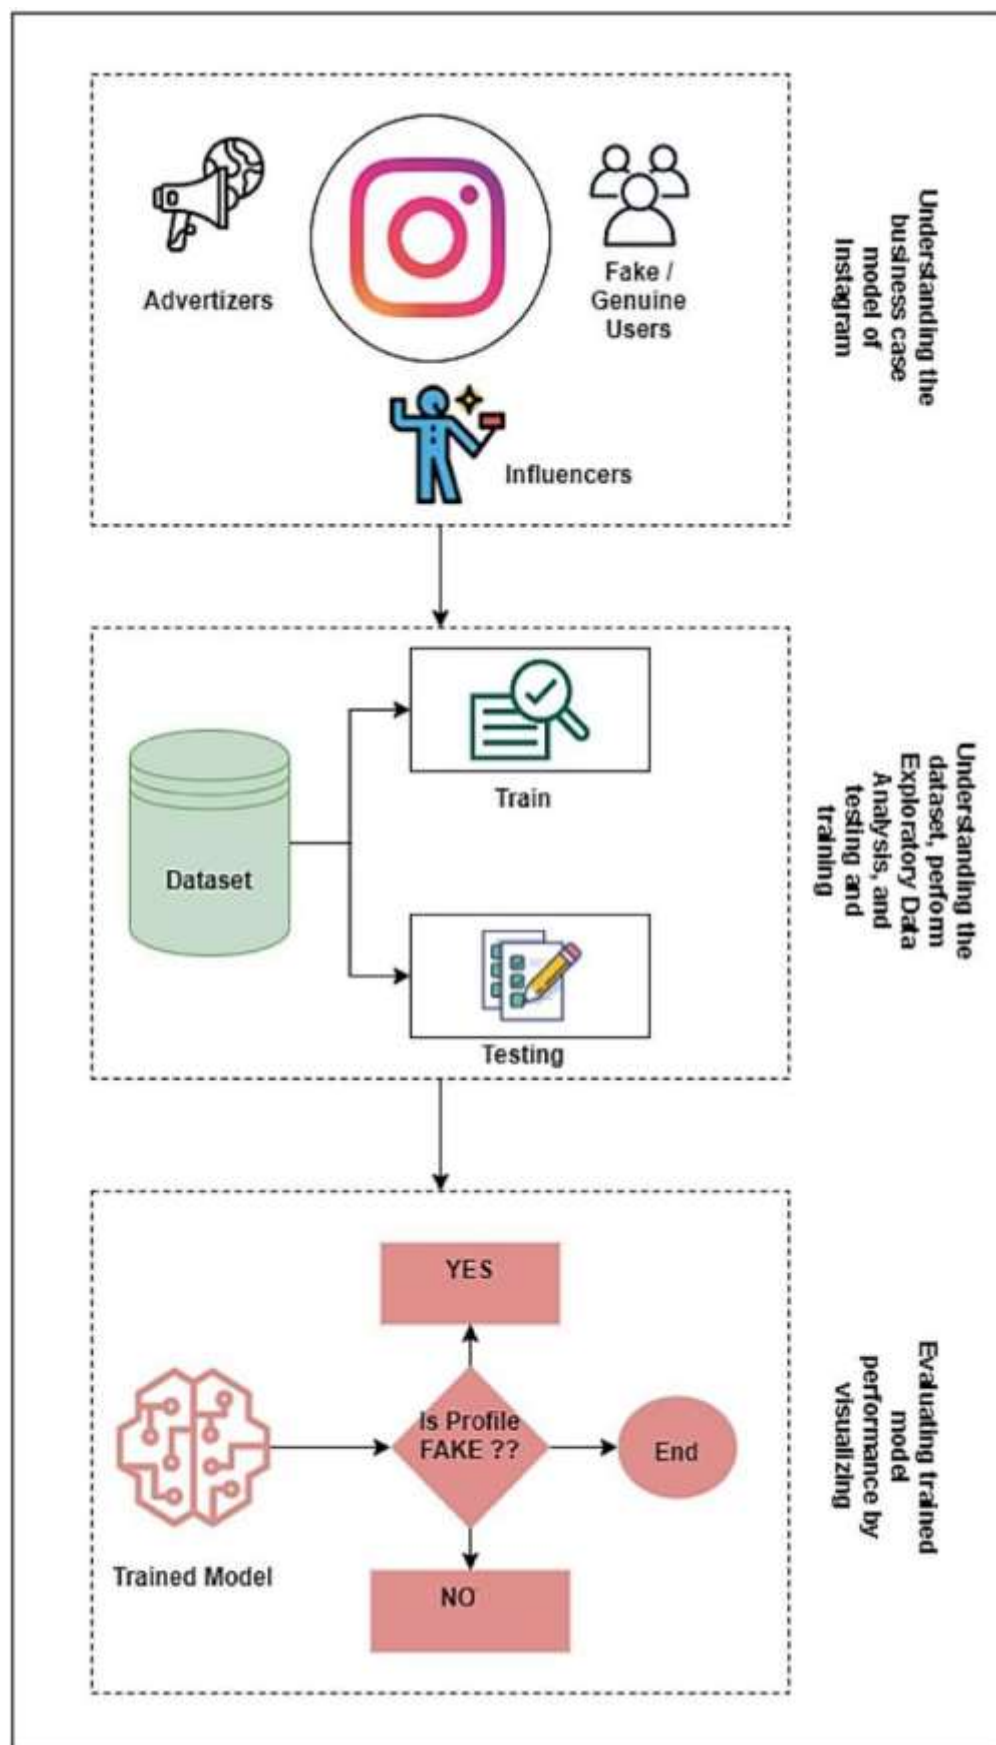 Advertizers
Fake /
Genuine
Users
Influencers
Understanding the
business case
model of
Instagram
Train
Dataset
Testing
Understanding the
dataset, perform
Exploratory Data
Analysis, and
testing and
training
YES
Is Profile
FAKE ??
End
Trained Model
NO
Evaluating trained
model
performance by
visualizing